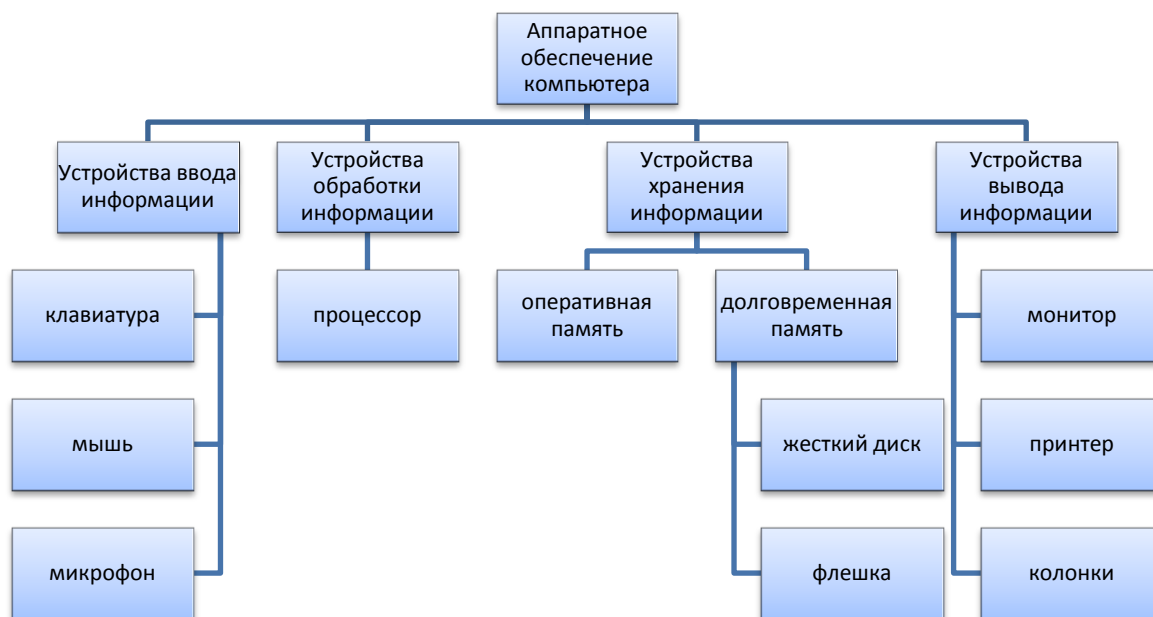 Аппаратное
обеспечение
компьютера
Устройства ввода
информации
Устройства
обработки
информации
Устройства
хранения
информации
Устройства
вывода
информации
клавиатура
процессор
оперативная
память
долговременная
память
монитор
мышь
жесткий диск
принтер
микрофон
флешка
колонки